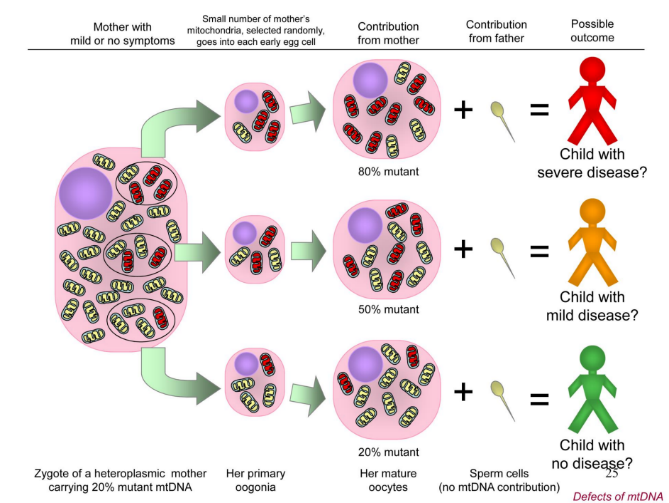 Mother with
mild or no symptoms
Small number of mother's
mitochondria, selected randomly,
goes into each early egg cell
Contribution
from mother
Contribution
from father
Possible
outcome
80% mutant
+
=
Child with
severe disease?
50% mutant
+
=
Child with
mild disease?
20% mutant
+
=
Child with
no disease?
25
Zygote of a heteroplasmic mother
carrying 20% mutant mtDNA
Her primary
oogonia
Her mature
oocytes
Sperm cells
(no mtDNA contribution)
Defects of mtDNA